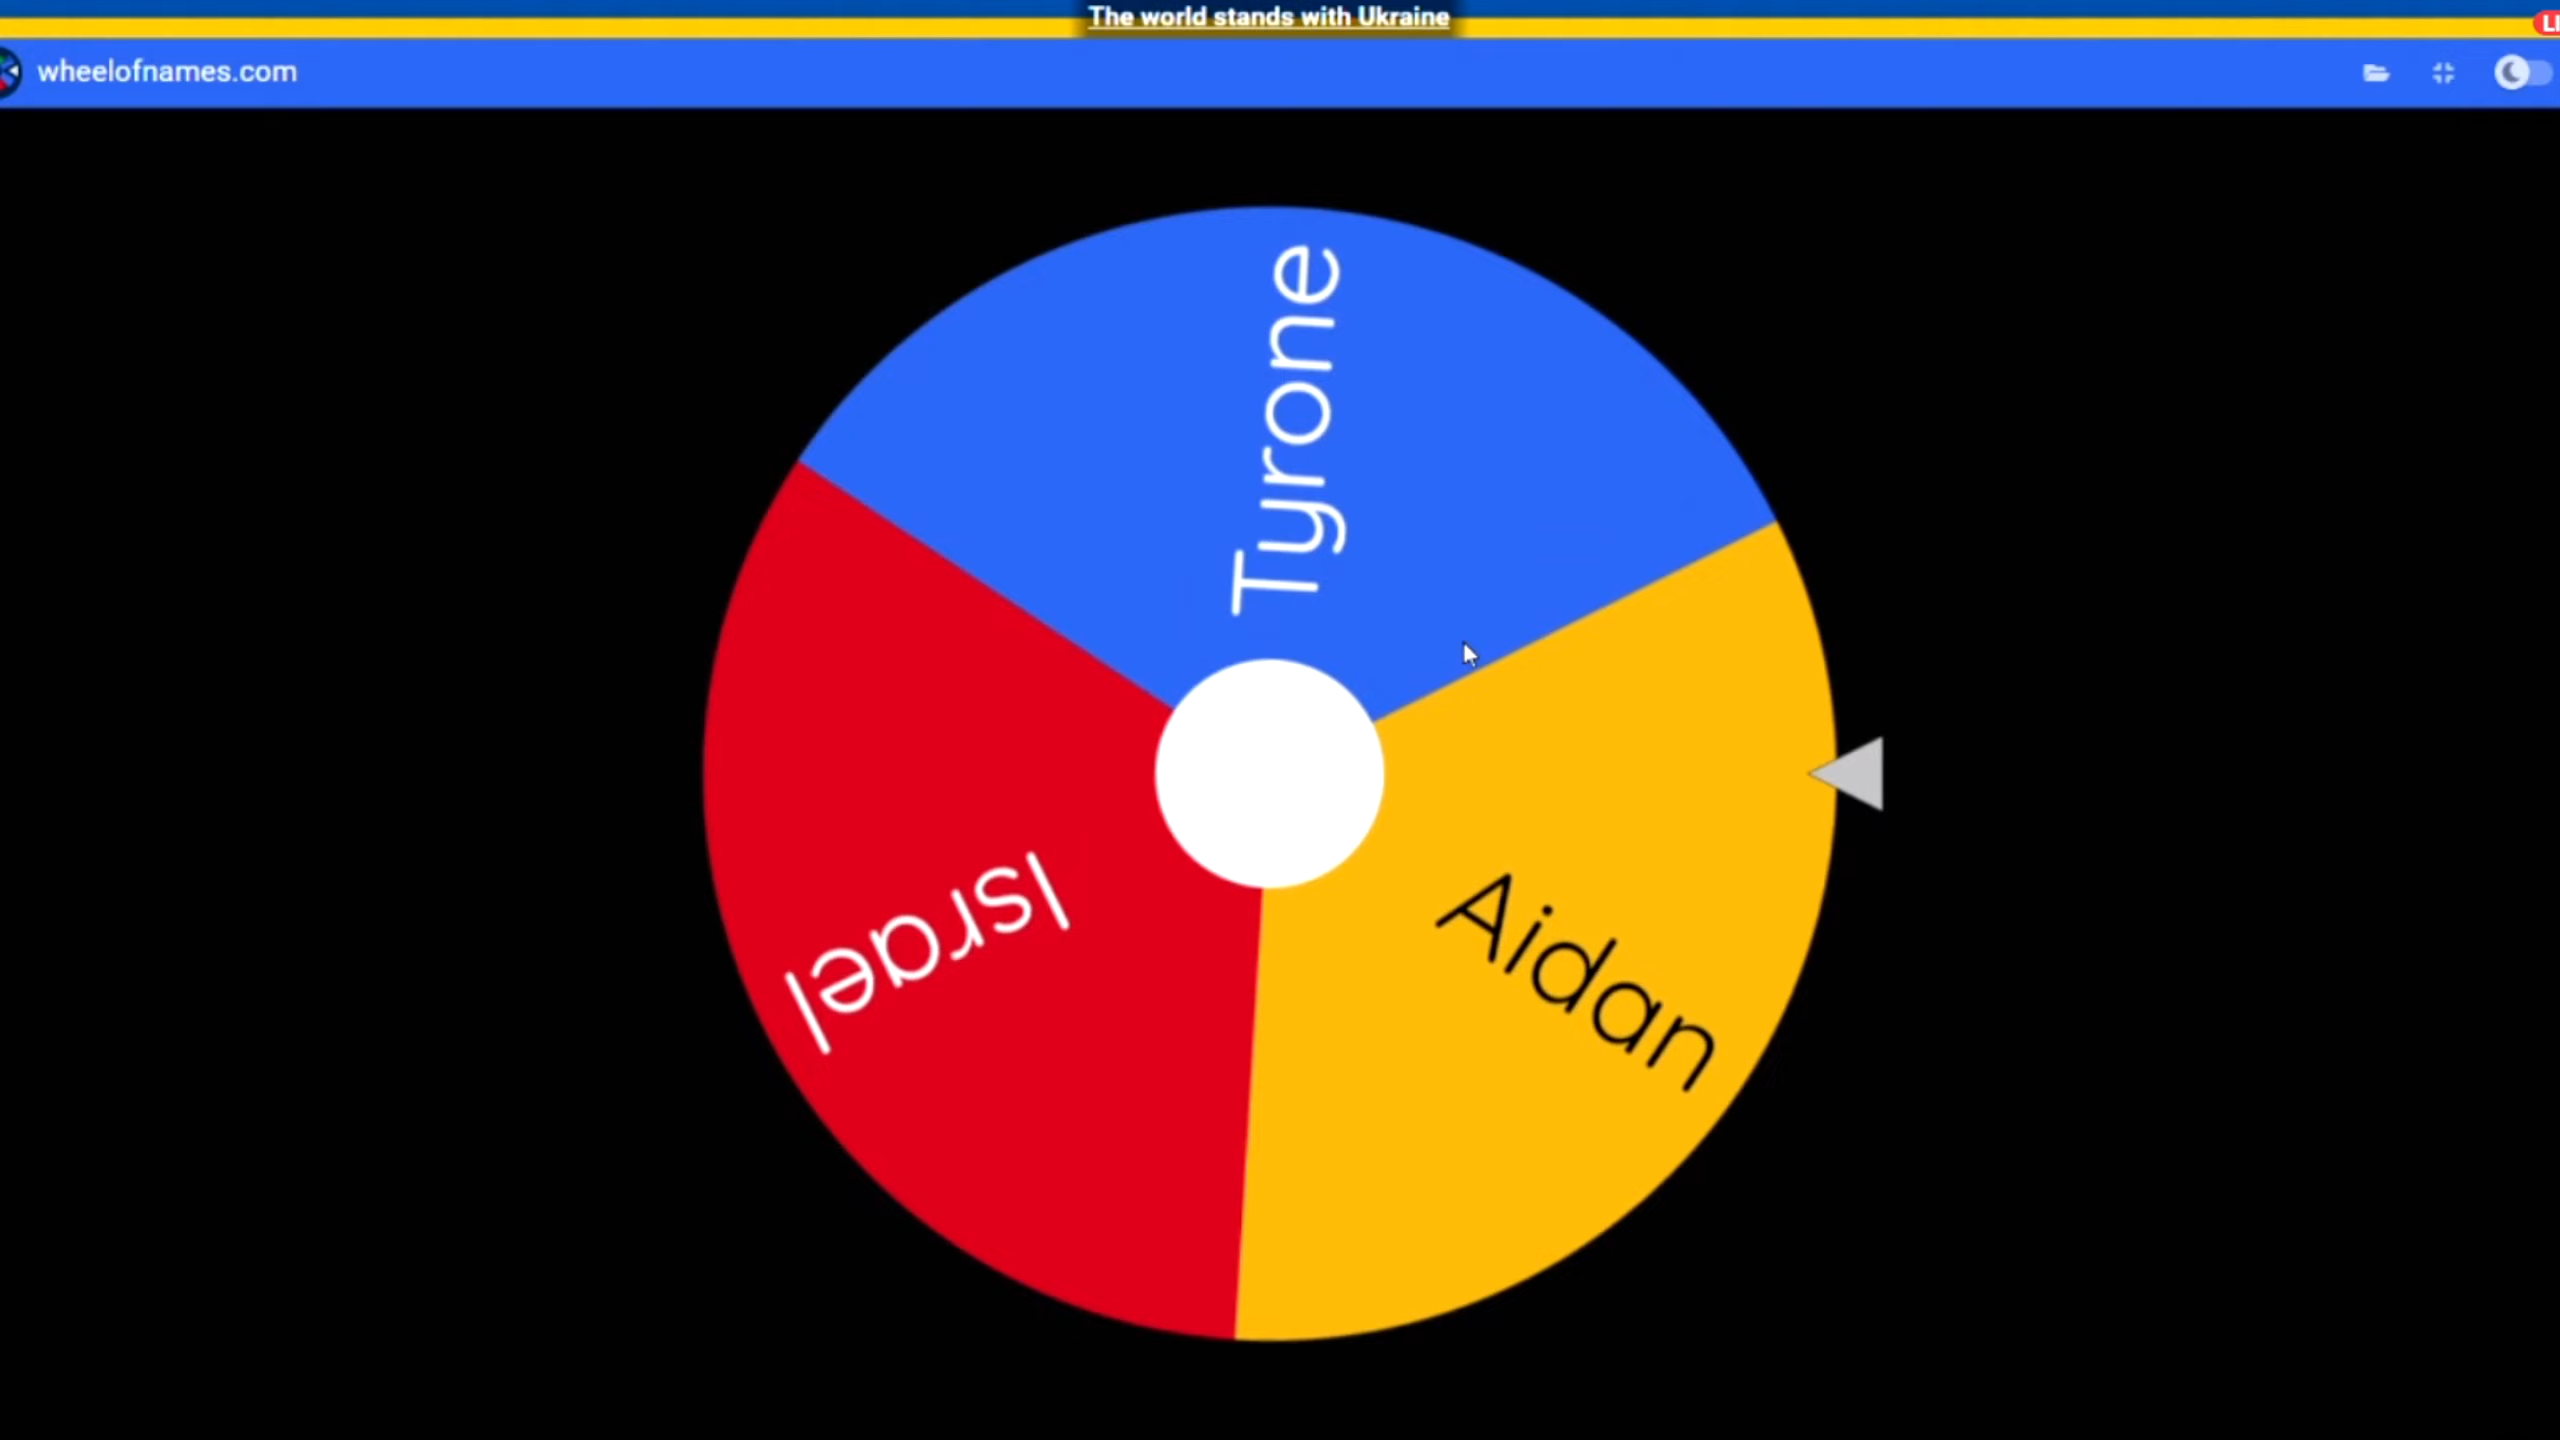 The world stands with Ukraine
wheelofnames.com
Tyrone
Israel
Aidan